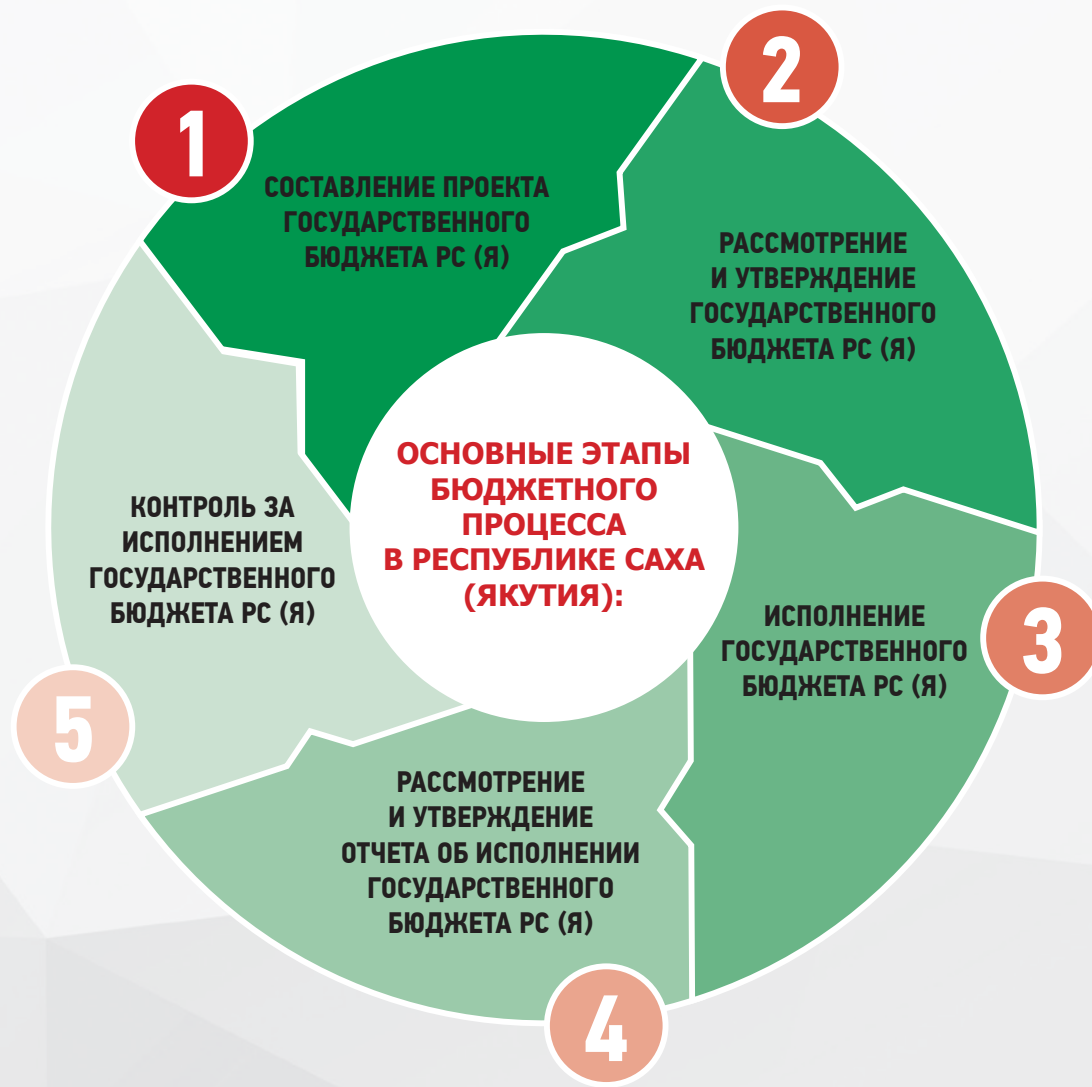 ОСНОВНЫЕ ЭТАПЫ
БЮДЖЕТНОГО
ПРОЦЕССА
В РЕСПУБЛИКЕ САХА
(ЯКУТИЯ):
1
СОСТАВЛЕНИЕ ПРОЕКТА
ГОСУДАРСТВЕННОГО
БЮДЖЕТА РС (Я)
2
РАССМОТРЕНИЕ
И УТВЕРЖДЕНИЕ
ГОСУДАРСТВЕННОГО
БЮДЖЕТА РС (Я)
3
ИСПОЛНЕНИЕ
ГОСУДАРСТВЕННОГО
БЮДЖЕТА РС (Я)
4
РАССМОТРЕНИЕ
И УТВЕРЖДЕНИЕ
ОТЧЕТА ОБ ИСПОЛНЕНИИ
ГОСУДАРСТВЕННОГО
БЮДЖЕТА РС (Я)
5
КОНТРОЛЬ ЗА
ИСПОЛНЕНИЕМ
ГОСУДАРСТВЕННОГО
БЮДЖЕТА РС (Я)